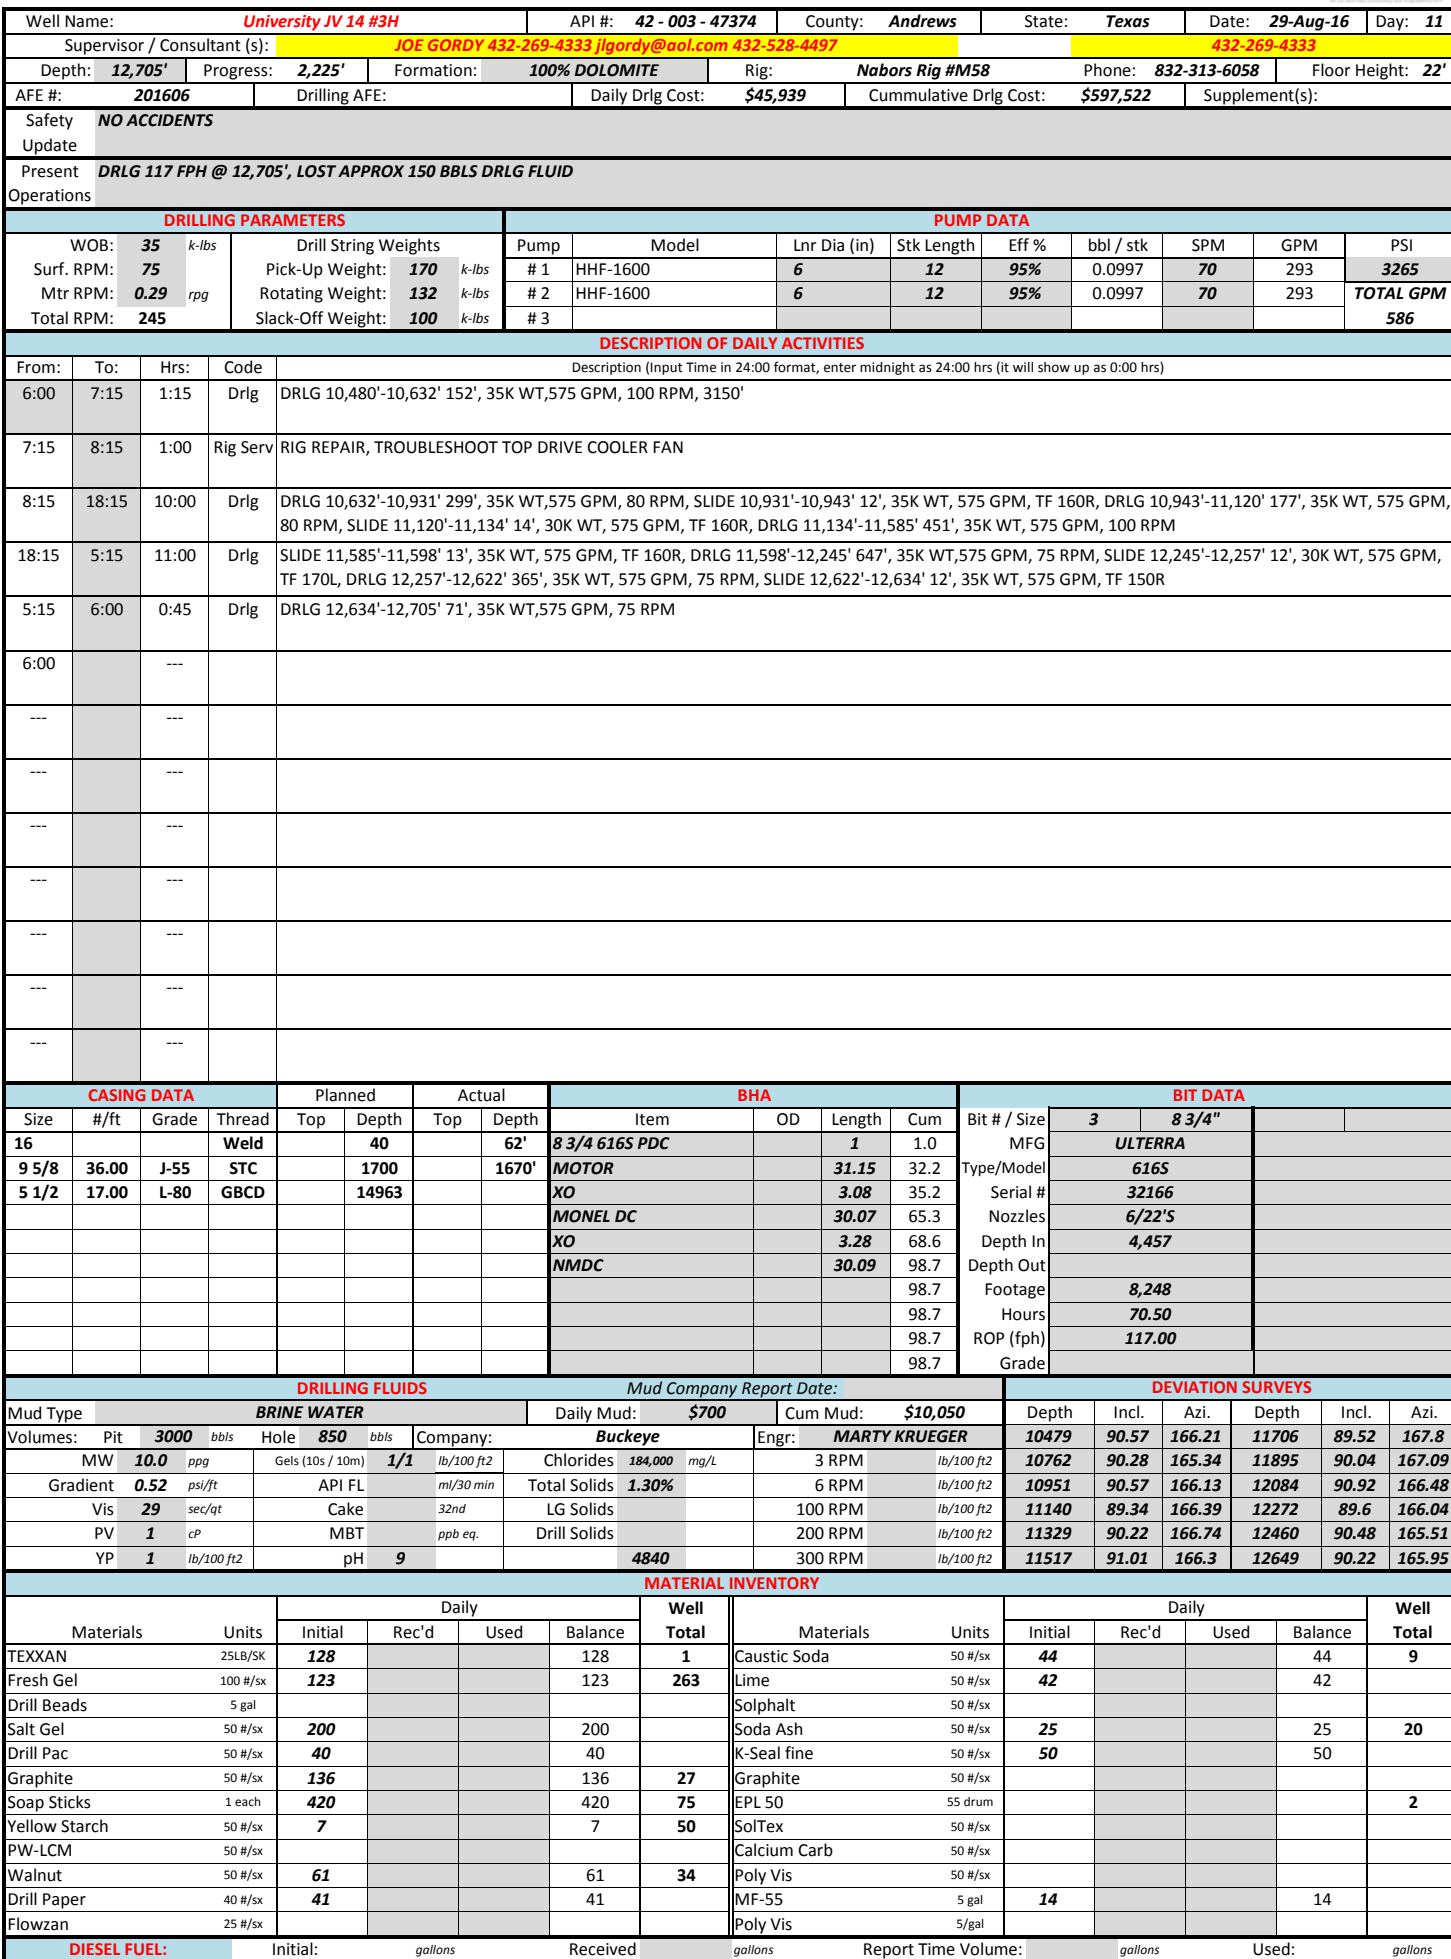 Well Name: University JV 14 #3H API #: 42 - 003 - 47374 County: Andrews State: Texas Date: 29-Aug-16 Day: 11
Supervisor / Consultant (s): JOE GORDY 432-269-4333 jlgordy@aol.com 432-528-4497 432-269-4333
Depth: 12,705' Progress: 2,225' Formation: 100% DOLOMITE Rig: Nabors Rig #M58 Phone: 832-313-6058 Floor Height: 22'
AFE #: 201606 Drilling AFE: Daily Drlg Cost: $45,939 Cummulative Drlg Cost: $597,522 Supplement(s):
Safety NO ACCIDENTS
Update
Present DRLG 117 FPH @ 12,705', LOST APPROX 150 BBLS DRLG FLUID
Operations
DRILLING PARAMETERS PUMP DATA
WOB: 35 k-lbs Drill String Weights Pump Model Lnr Dia (in) Stk Length Eff % bbl / stk SPM GPM PSI
Surf. RPM: 75 Pick-Up Weight: 170 k-lbs # 1 HHF-1600 6 12 95% 0.0997 70 293 3265
Mtr RPM: 0.29 rpg Rotating Weight: 132 k-lbs # 2 HHF-1600 6 12 95% 0.0997 70 293 TOTAL GPM
Total RPM: 245 Slack-Off Weight: 100 k-lbs # 3 586
DESCRIPTION OF DAILY ACTIVITIES
From: To: Hrs: Code Description (Input Time in 24:00 format, enter midnight as 24:00 hrs (it will show up as 0:00 hrs)
6:00 7:15 1:15 Drlg DRLG 10,480'-10,632' 152', 35K WT,575 GPM, 100 RPM, 3150'
7:15 8:15 1:00 Rig Serv RIG REPAIR, TROUBLESHOOT TOP DRIVE COOLER FAN
8:15 18:15 10:00 Drlg DRLG 10,632'-10,931' 299', 35K WT,575 GPM, 80 RPM, SLIDE 10,931'-10,943' 12', 35K WT, 575 GPM, TF 160R, DRLG 10,943'-11,120' 177', 35K WT, 575 GPM,
80 RPM, SLIDE 11,120'-11,134' 14', 30K WT, 575 GPM, TF 160R, DRLG 11,134'-11,585' 451', 35K WT, 575 GPM, 100 RPM
18:15 5:15 11:00 Drlg SLIDE 11,585'-11,598' 13', 35K WT, 575 GPM, TF 160R, DRLG 11,598'-12,245' 647', 35K WT,575 GPM, 75 RPM, SLIDE 12,245'-12,257' 12', 30K WT, 575 GPM,
TF 170L, DRLG 12,257'-12,622' 365', 35K WT, 575 GPM, 75 RPM, SLIDE 12,622'-12,634' 12', 35K WT, 575 GPM, TF 150R
5:15 6:00 0:45 Drlg DRLG 12,634'-12,705' 71', 35K WT,575 GPM, 75 RPM
6:00 ---
--- ---
--- ---
--- ---
--- ---
--- ---
--- ---
--- ---
CASING DATA Planned Actual BHA BIT DATA
Size #/ft Grade Thread Top Depth Top Depth Item OD Length Cum Bit # / Size 3 8 3/4"
16 Weld 40 62' 8 3/4 616S PDC 1 1.0 MFG ULTERRA
9 5/8 36.00 J-55 STC 1700 1670' MOTOR 31.15 32.2 Type/Model 616S
5 1/2 17.00 L-80 GBCD 14963 XO 3.08 35.2 Serial # 32166
MONEL DC 30.07 65.3 Nozzles 6/22'S
XO 3.28 68.6 Depth In 4,457
NMDC 30.09 98.7 Depth Out
98.7 Footage 8,248
98.7 Hours 70.50
98.7 ROP (fph) 117.00
98.7 Grade
DRILLING FLUIDS Mud Company Report Date: DEVIATION SURVEYS
Mud Type BRINE WATER Daily Mud: $700 Cum Mud: $10,050 Depth Incl. Azi. Depth Incl. Azi.
Volumes: Pit 3000 bbls Hole 850 bbls Company: Buckeye Engr: MARTY KRUEGER 10479 90.57 166.21 11706 89.52 167.8
MW 10.0 ppg Gels (10s / 10m) 1/1 lb/100 ft2 Chlorides 184,000 mg/L 3 RPM lb/100 ft2 10762 90.28 165.34 11895 90.04 167.09
Gradient 0.52 psi/ft API FL ml/30 min Total Solids 1.30% 6 RPM lb/100 ft2 10951 90.57 166.13 12084 90.92 166.48
Vis 29 sec/qt Cake 32nd LG Solids 100 RPM lb/100 ft2 11140 89.34 166.39 12272 89.6 166.04
PV 1 cP MBT ppb eq. Drill Solids 200 RPM lb/100 ft2 11329 90.22 166.74 12460 90.48 165.51
YP 1 lb/100 ft2 pH 9 4840 300 RPM lb/100 ft2 11517 91.01 166.3 12649 90.22 165.95
MATERIAL INVENTORY
Daily Well Daily Well
Materials Units Initial Rec'd Used Balance Total Materials Units Initial Rec'd Used Balance Total
TEXXAN 25LB/SK 128 128 1 Caustic Soda 50 #/sx 44 44 9
Fresh Gel 100 #/sx 123 123 263 Lime 50 #/sx 42 42
Drill Beads 5 gal Solphalt 50 #/sx
Salt Gel 50 #/sx 200 200 Soda Ash 50 #/sx 25 25 20
Drill Pac 50 #/sx 40 40 K-Seal fine 50 #/sx 50 50
Graphite 50 #/sx 136 136 27 Graphite 50 #/sx
Soap Sticks 1 each 420 420 75 EPL 50 55 drum 2
Yellow Starch 50 #/sx 7 7 50 SolTex 50 #/sx
PW-LCM 50 #/sx Calcium Carb 50 #/sx
Walnut 50 #/sx 61 61 34 Poly Vis 50 #/sx
Drill Paper 40 #/sx 41 41 MF-55 5 gal 14 14
Flowzan 25 #/sx Poly Vis 5/gal
DIESEL FUEL: Initial: gallons Received gallons Report Time Volume: gallons Used: gallons